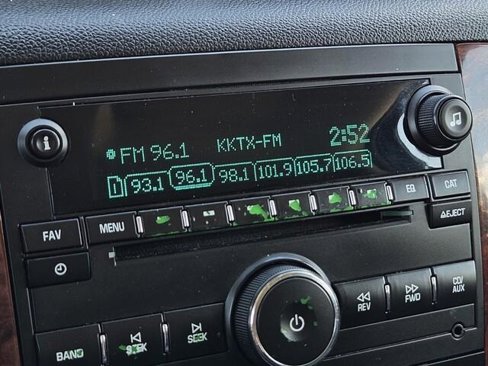 FM 96.1 KKTX-FM 2:52
1 93.1 96.1 98.1 101.9 105.7 106.5
i
MENU EQ CAT
FAV EJECT
REV FWD CD/
AUX
BAND SEEK SEEK